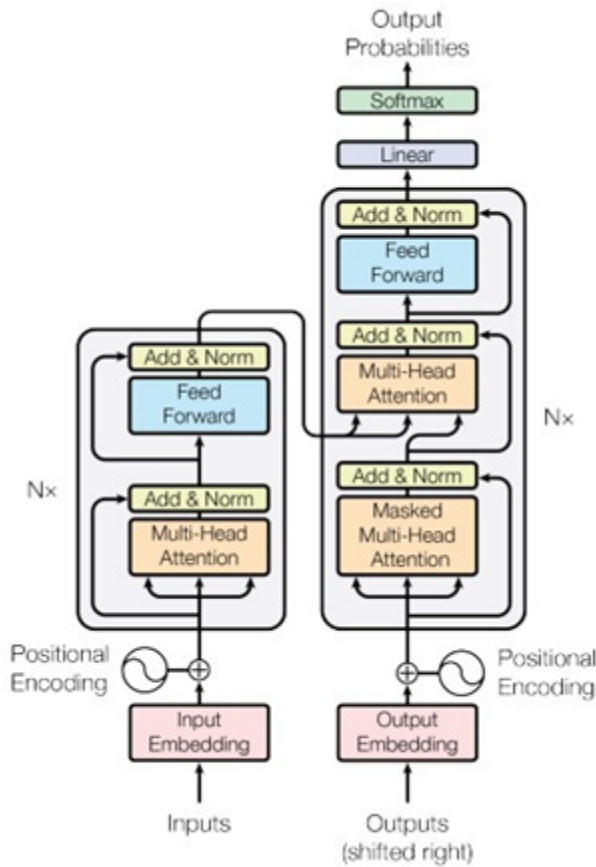 Output
Probabilities
Softmax
Linear
Add & Norm
Feed
Forward
Add & Norm
Multi-Head
Attention
Add & Norm
Masked
Multi-Head
Attention
Nx
Add & Norm
Feed
Forward
Add & Norm
Multi-Head
Attention
Nx
Positional
Encoding
Positional
Encoding
Input
Embedding
Output
Embedding
Inputs
Outputs
(shifted right)